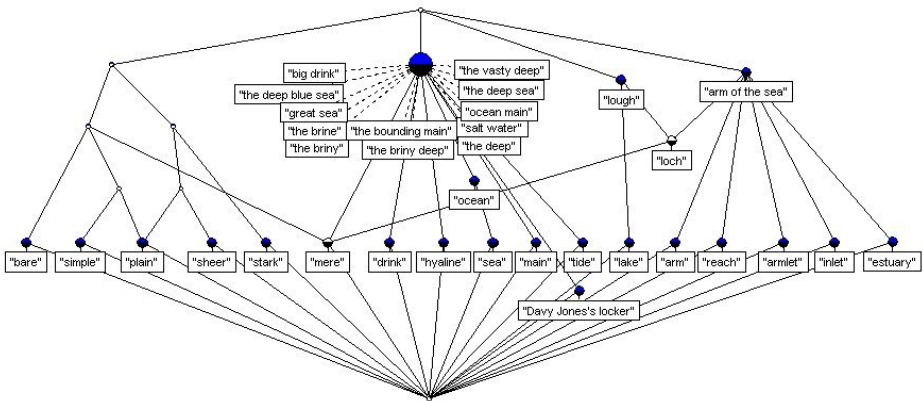 "big drink"
"the vasty deep"
"the deep blue sea"
"the deep sea"
"lough"
"arm of the sea"
"great sea"
"ocean main"
"the brine"
"the bounding main"
"salt water"
"the briny"
"the briny deep"
"the deep"
"loch"
"ocean"
"bare"
"simple"
"plain"
"sheer"
"stark"
"mere"
"drink"
"hyaline"
"sea"
"main"
"tide"
"lake"
"arm"
"reach"
"armlet"
"inlet"
"estuary"
"Davy Jones's locker"